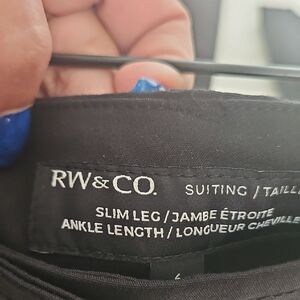 RW&CO. SUITING / TAILL
SLIM LEG / JAMBE ÉTROITE
ANKLE LENGTH / LONGUEUR CHEVILLE